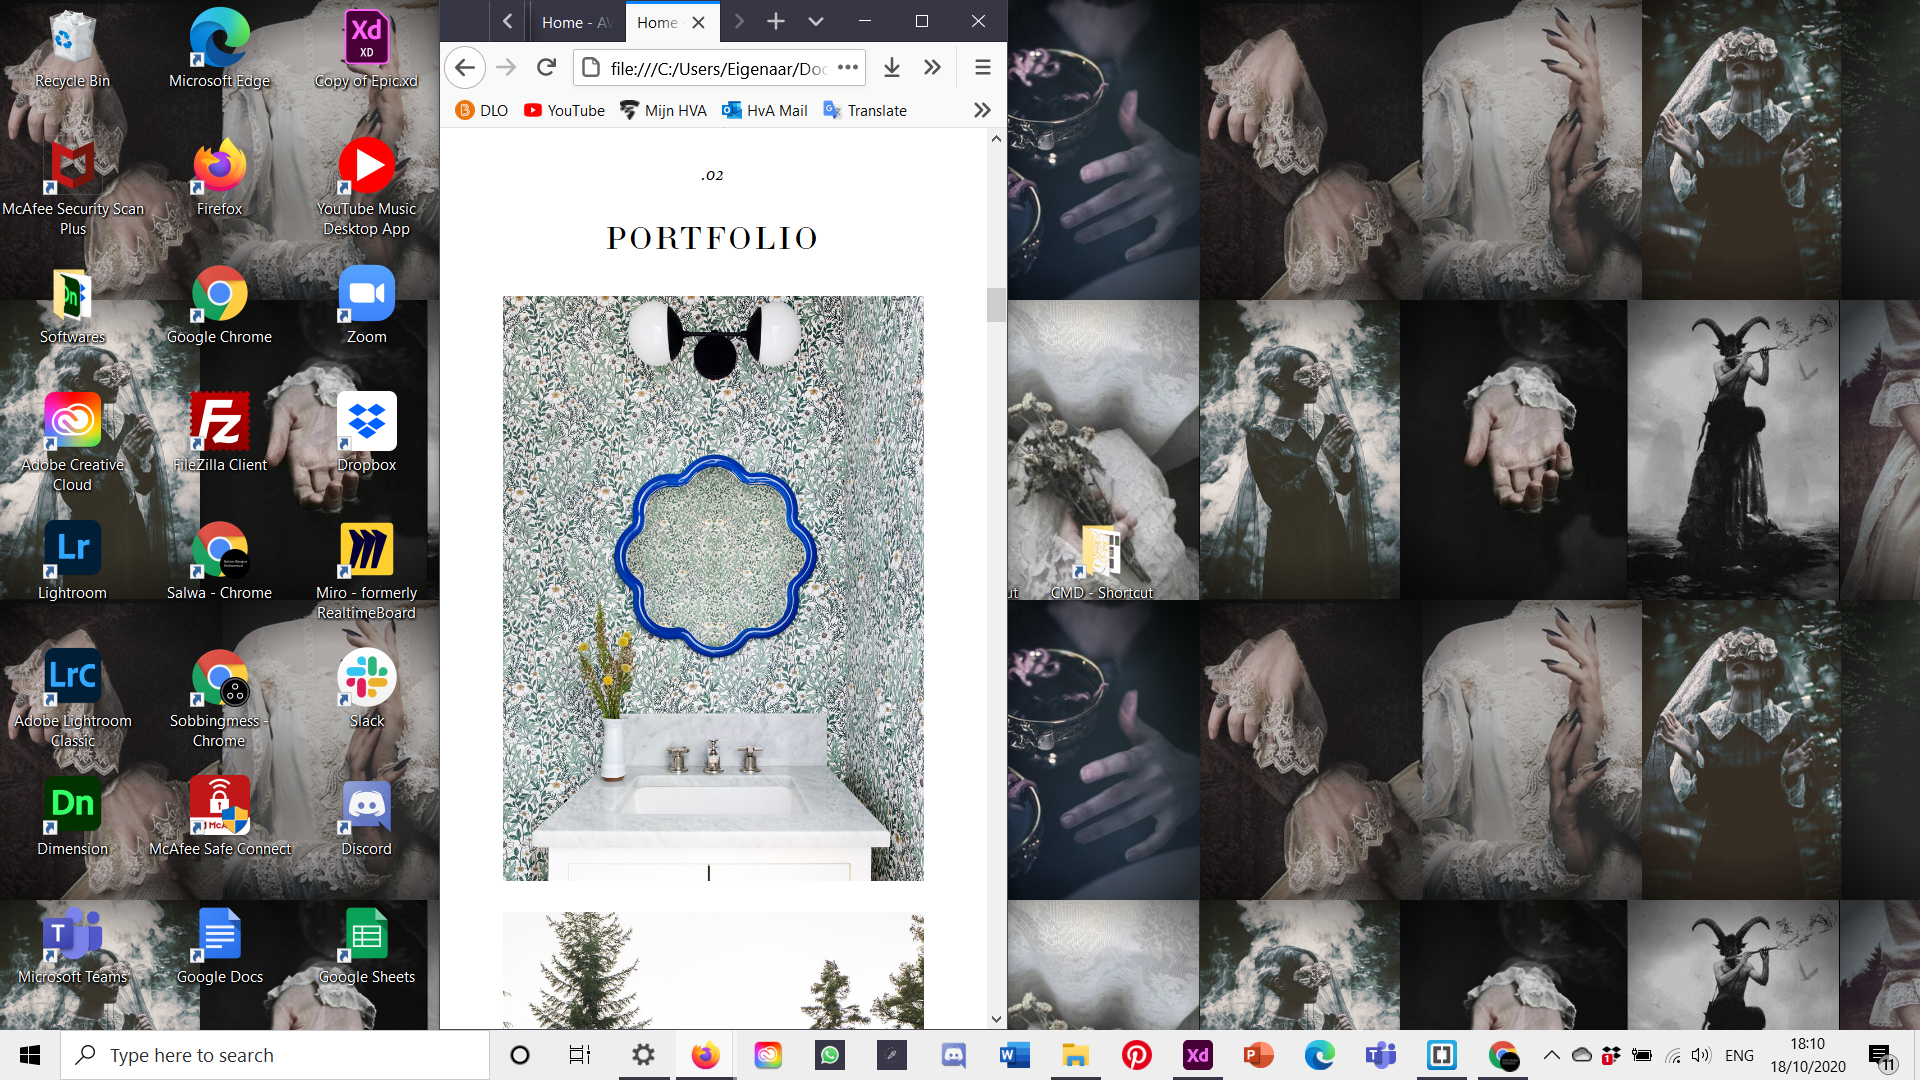 Recycle Bin
Microsoft Edge
Copy of Epic.xd
McAfee Security Scan Plus
Firefox
YouTube Music Desktop App
Softwares
Google Chrome
Zoom
Adobe Creative Cloud
FileZilla Client
Dropbox
Lightroom
Salwa - Chrome
Miro - formerly RealtimeBoard
Adobe Lightroom Classic
Sobbingmess - Chrome
Slack
Dimension
McAfee Safe Connect
Discord
Microsoft Teams
Google Docs
Google Sheets
Home - AV
Home
file:///C:/Users/Eigenaar/Doc
DLO
YouTube
Mijn HVA
HvA Mail
Translate
.02
PORTFOLIO
ut
CMD - Shortcut
Type here to search
ENG
18:10
18/10/2020
11